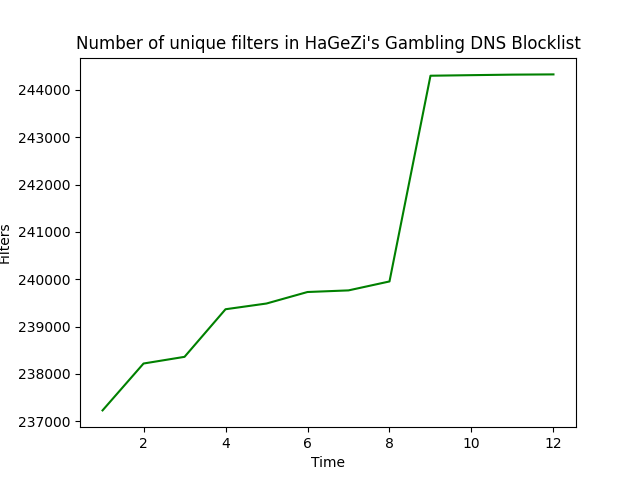 Number of unique filters in HaGeZi's Gambling DNS Blocklist
244000
243000
242000
241000
240000
239000
238000
237000
Filters
2 4 6 8 10 12
Time